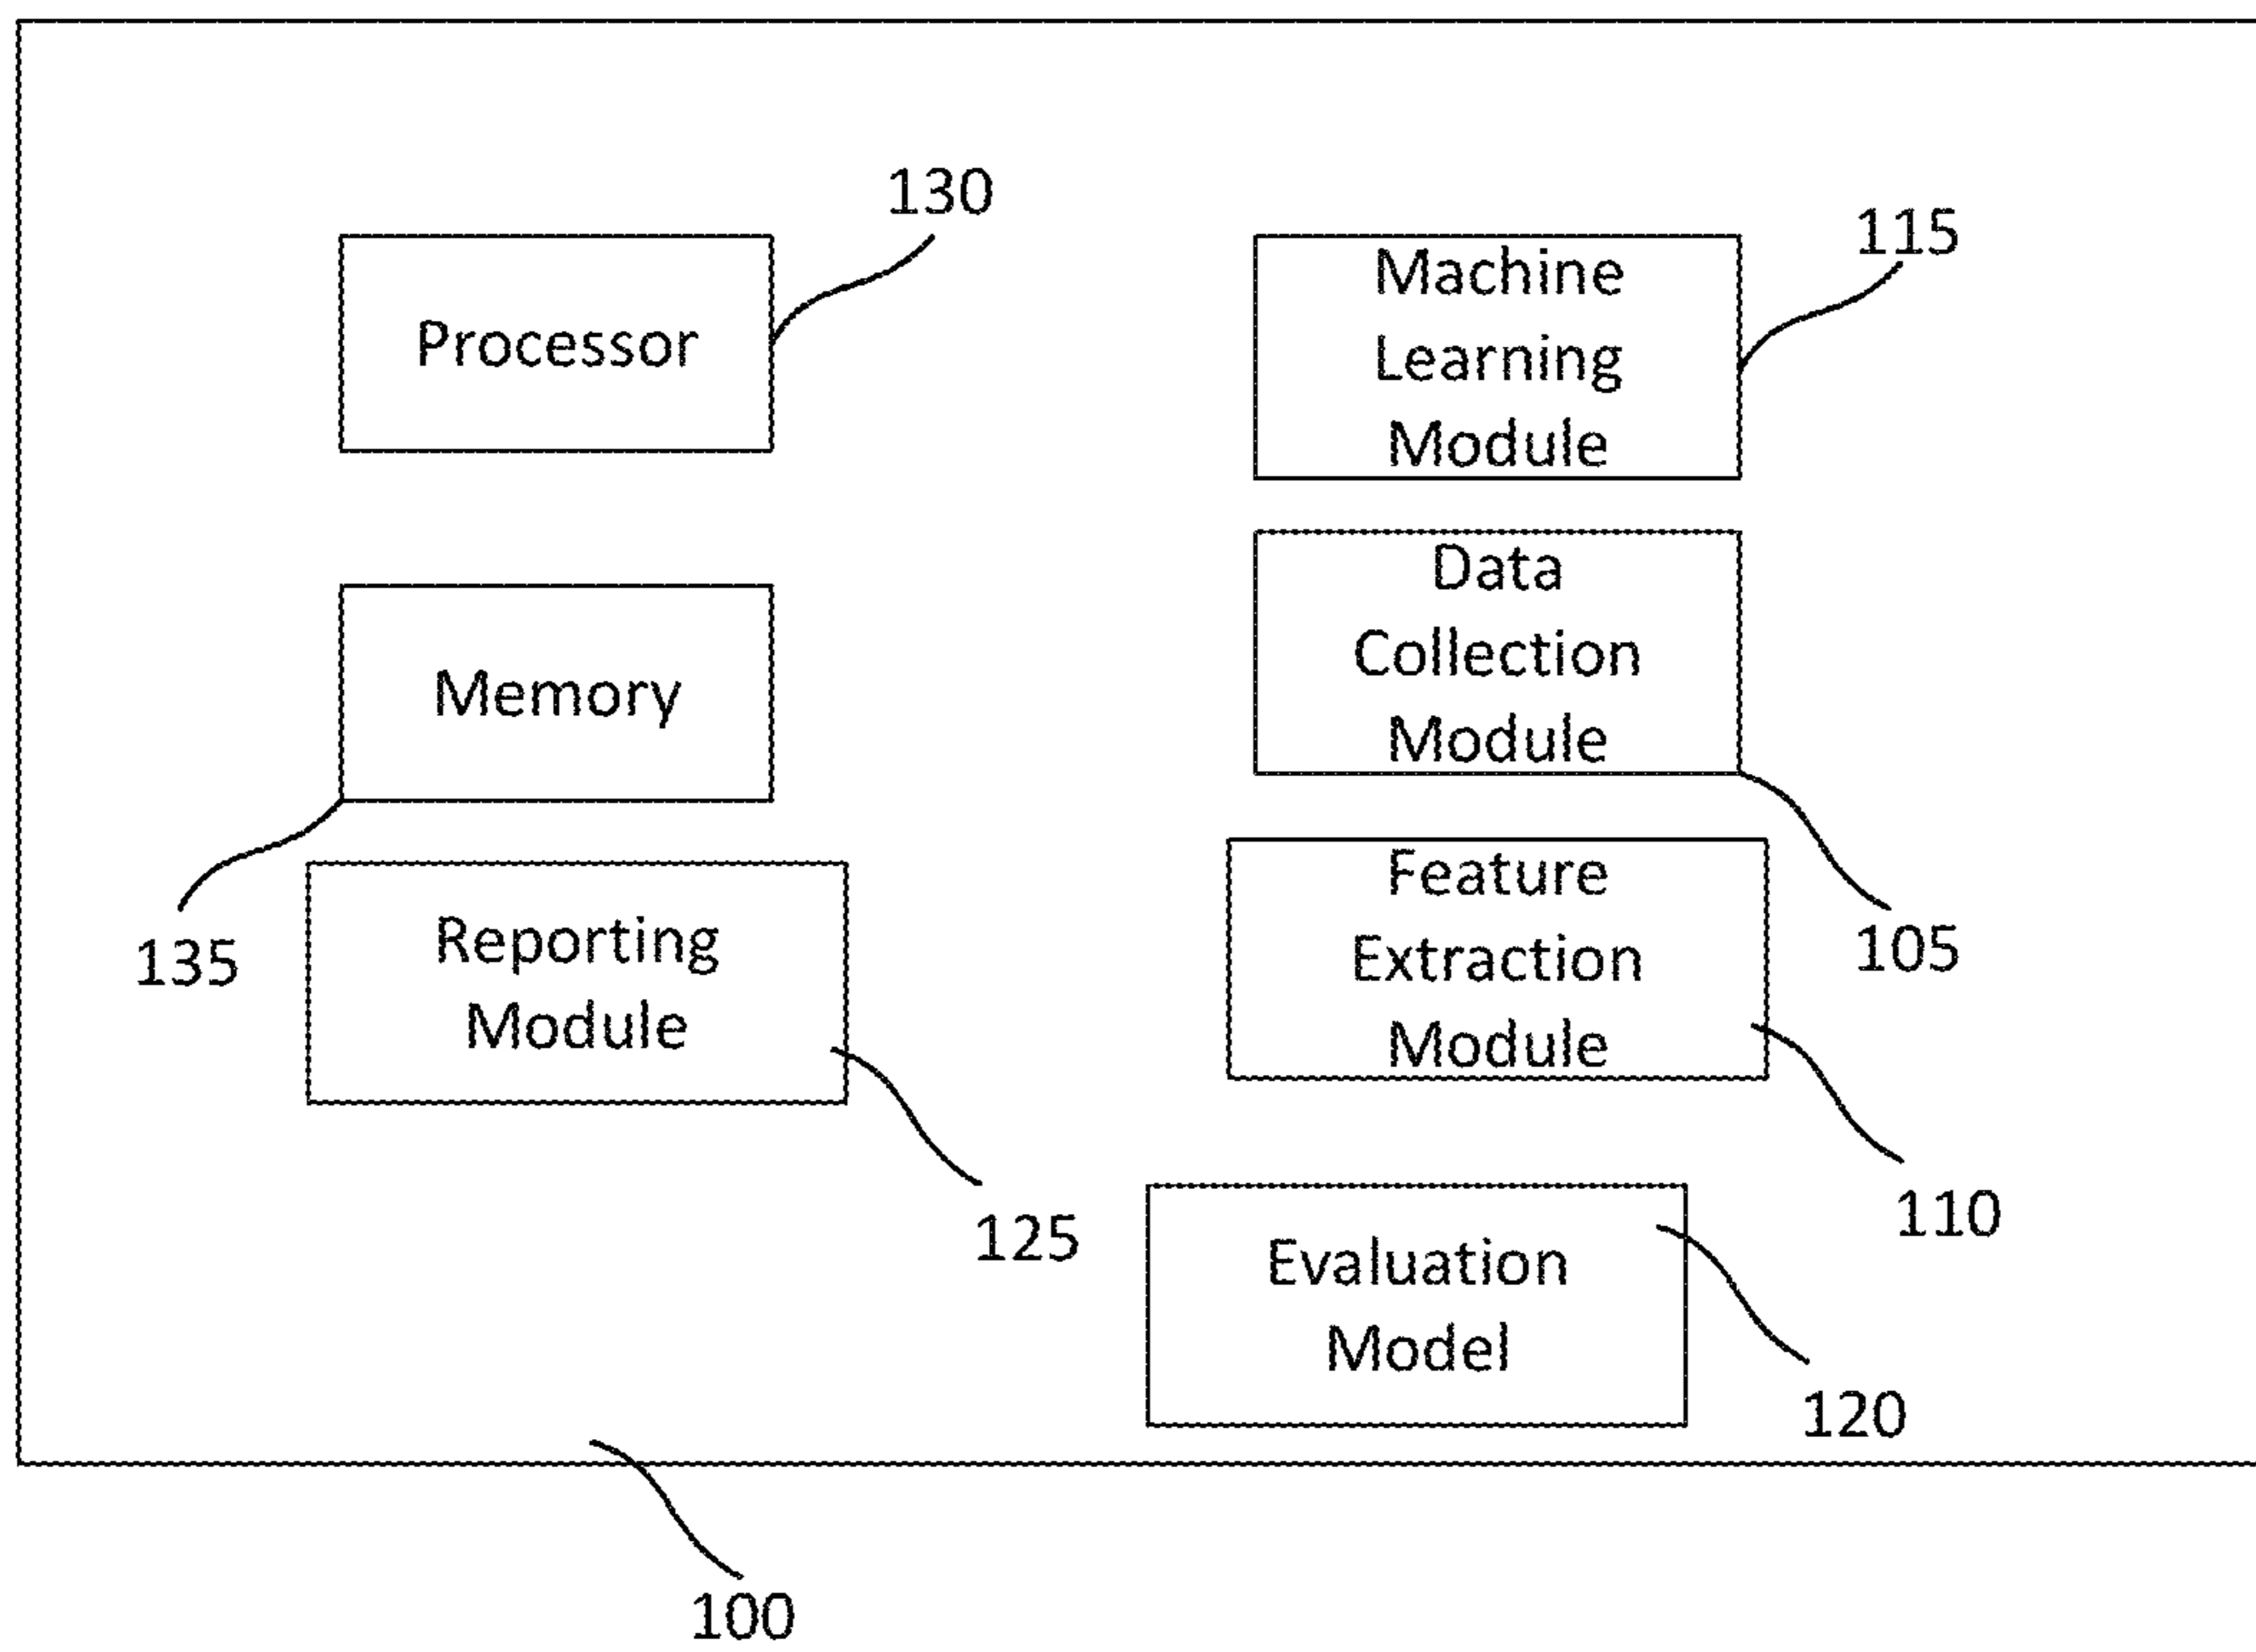 130
Processor
115
Machine
Learning
Module
Memory
135
Data
Collection
Module
105
Reporting
Module
125
Feature
Extraction
Module
110
Evaluation
Model
120
100